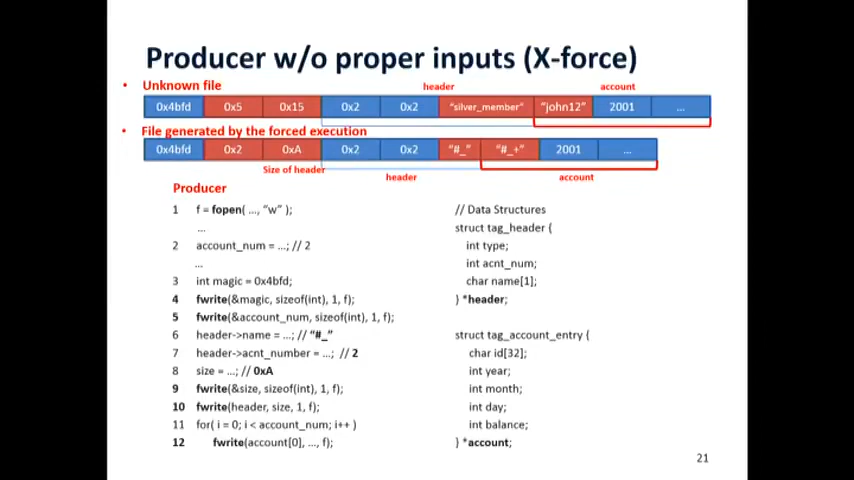 Producer w/o proper inputs (X-force)
• Unknown file
header
account
0x4bfd 0x5 0x15 0x2 0x2 "silver_member" "john12" 2001 ...
• File generated by the forced execution
0x4bfd 0x2 0xA 0x2 0x2 "#_" "#_+" 2001 ...
Size of header
header
account
Producer
1 f = fopen( ..., "w" );
...
2 account_num = ...; // 2
...
3 int magic = 0x4bfd;
4 fwrite(&magic, sizeof(int), 1, f);
5 fwrite(&account_num, sizeof(int), 1, f);
6 header->name = ...; // "#_"
7 header->acnt_number = ...; // 2
8 size = ...; // 0xA
9 fwrite(&size, sizeof(int), 1, f);
10 fwrite(header, size, 1, f);
11 for( i = 0; i < account_num; i++ )
12 fwrite(account[0], ..., f);
// Data Structures
struct tag_header {
int type;
int acnt_num;
char name[1];
} *header;
struct tag_account_entry {
char id[32];
int year;
int month;
int day;
int balance;
} *account;
21